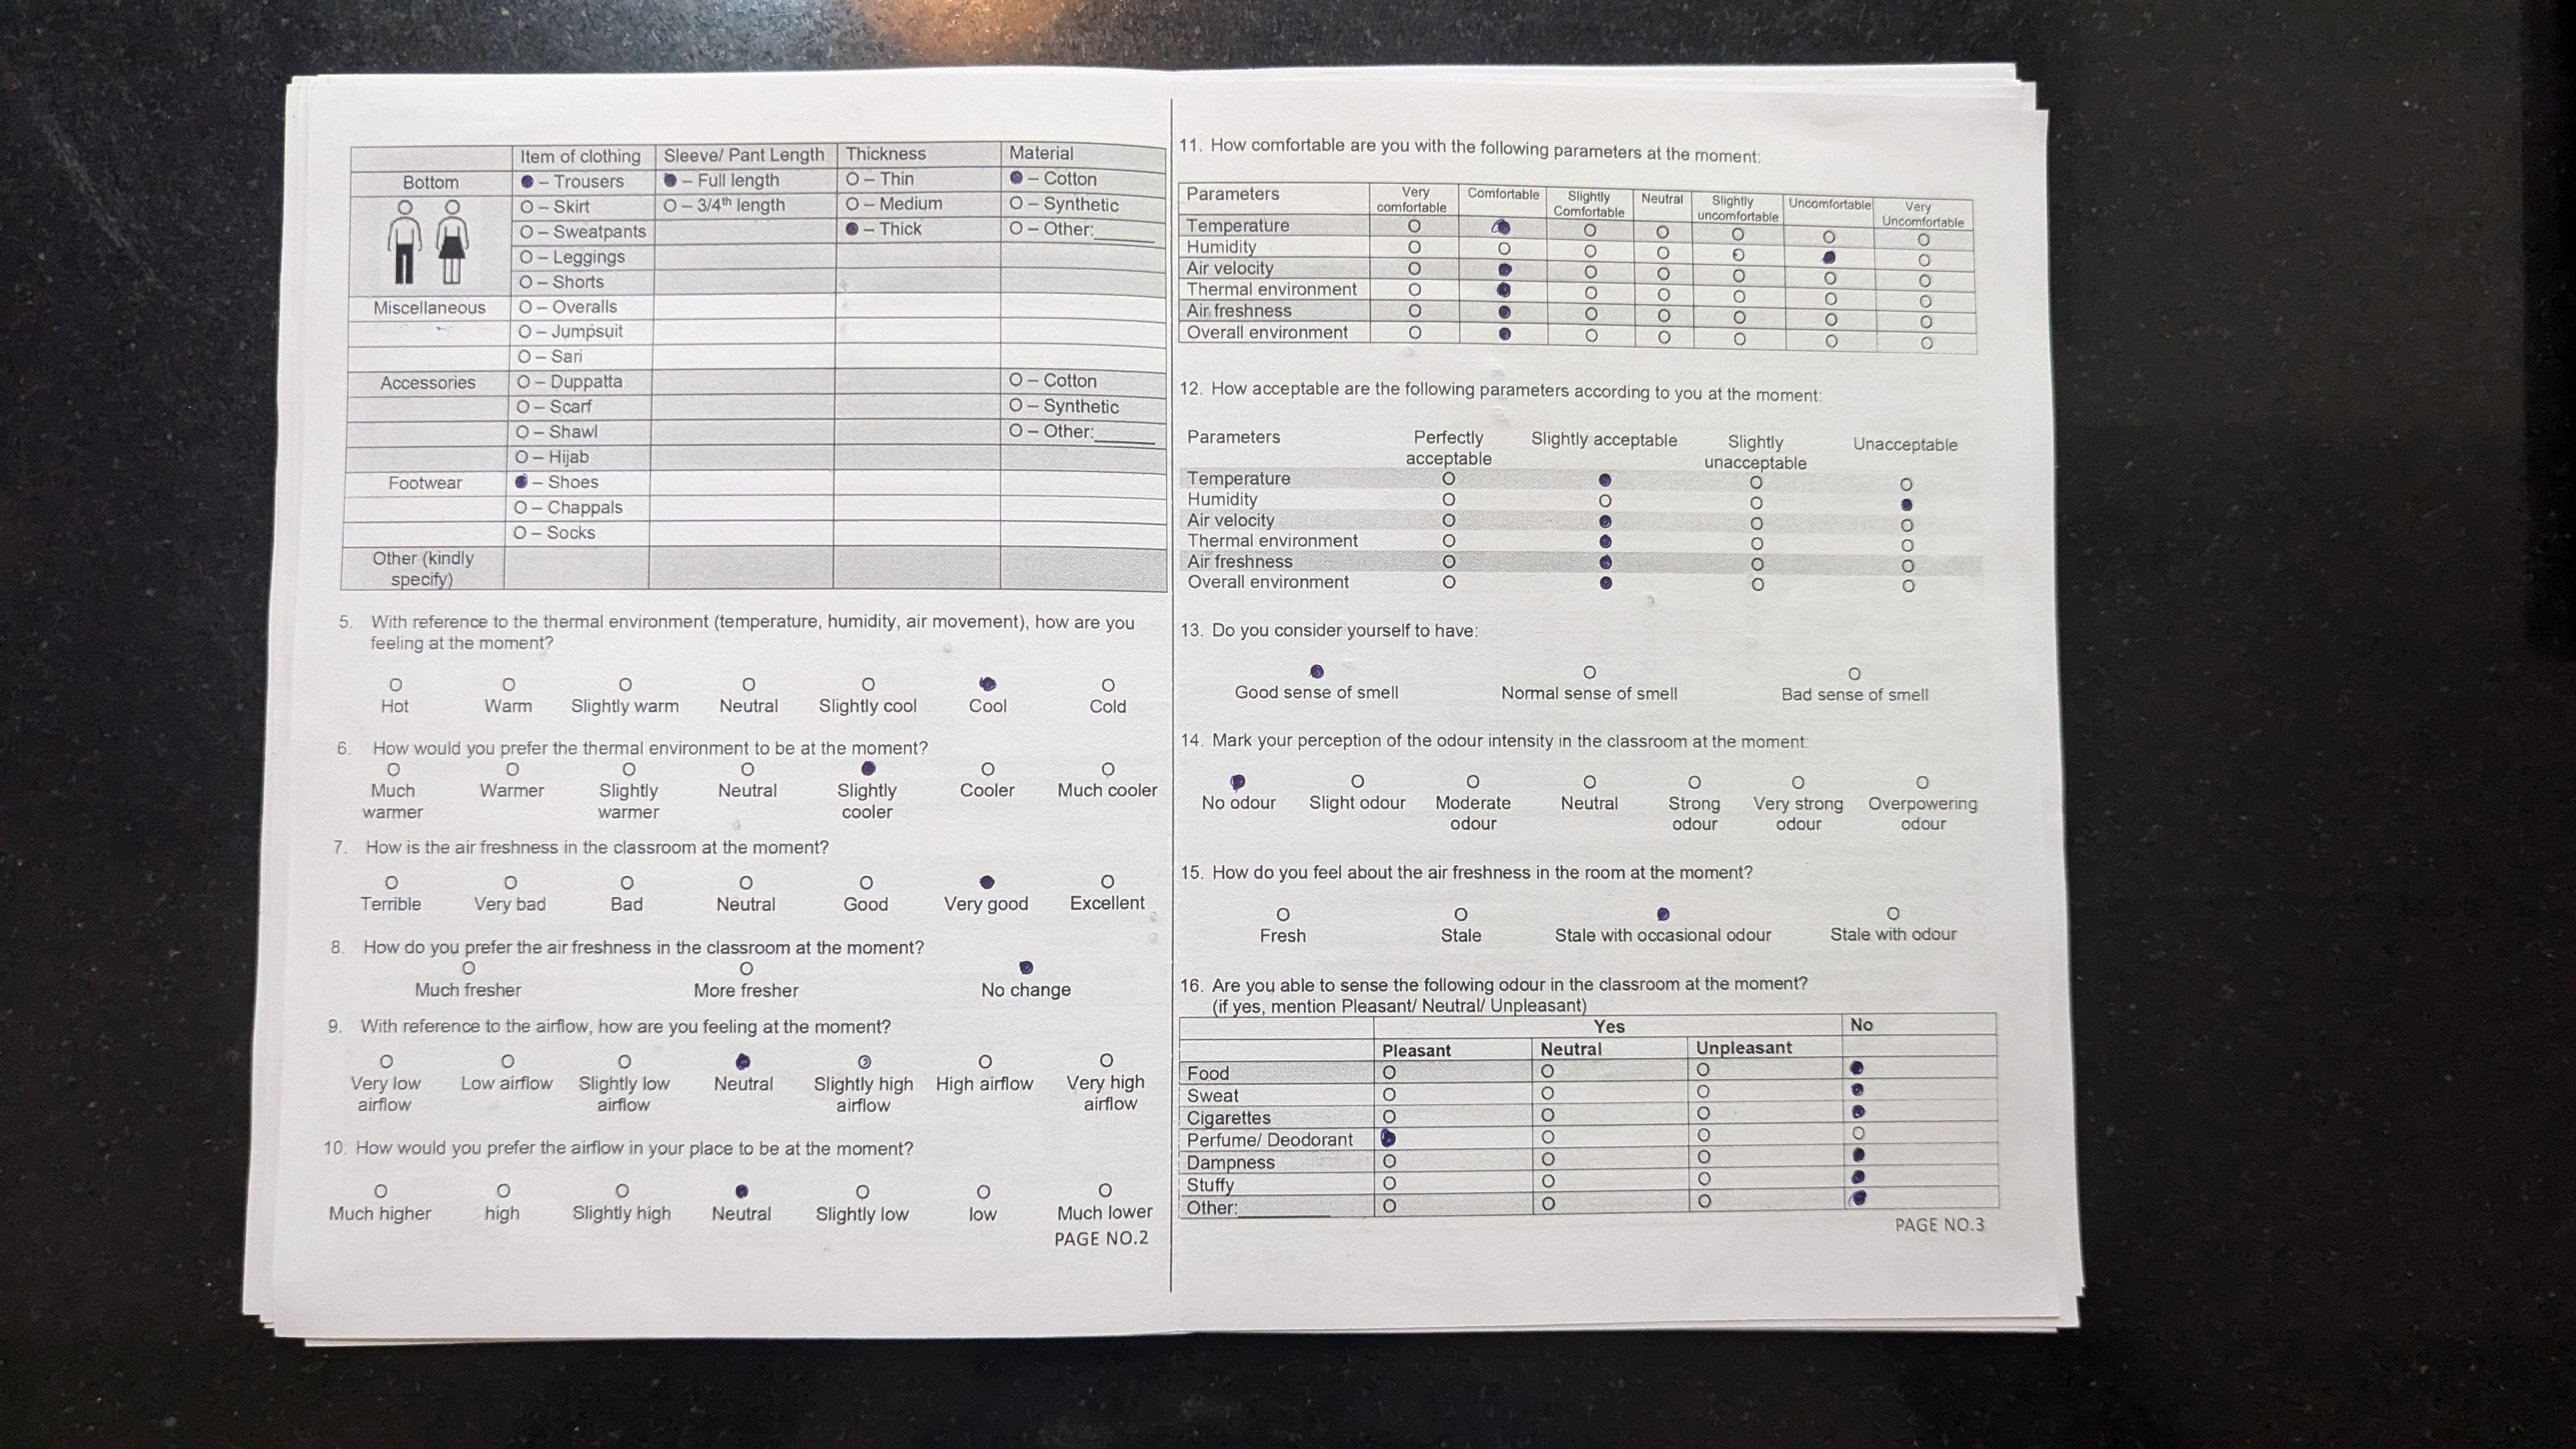 Item of clothing Sleeve/ Pant Length Thickness Material
Bottom ● – Trousers ● – Full length O – Thin ● – Cotton
O – Skirt O – 3/4th length O – Medium O – Synthetic
O – Sweatpants ● – Thick O – Other:______
O – Leggings
O – Shorts
Miscellaneous O – Overalls
O – Jumpsuit
O – Sari
Accessories O – Duppatta O – Cotton
O – Scarf O – Synthetic
O – Shawl O – Other:______
O – Hijab
Footwear ● – Shoes
O – Chappals
O – Socks
Other (kindly
specify)
5. With reference to the thermal environment (temperature, humidity, air movement), how are you
feeling at the moment?
O O O O O ● O
Hot Warm Slightly warm Neutral Slightly cool Cool Cold
6. How would you prefer the thermal environment to be at the moment?
O O O O ● O O
Much Warmer Slightly Neutral Slightly Cooler Much cooler
warmer warmer cooler
7. How is the air freshness in the classroom at the moment?
O O O O O ● O
Terrible Very bad Bad Neutral Good Very good Excellent
8. How do you prefer the air freshness in the classroom at the moment?
O O ●
Much fresher More fresher No change
9. With reference to the airflow, how are you feeling at the moment?
O O O ● O O O
Very low Low airflow Slightly low Neutral Slightly high High airflow Very high
airflow airflow airflow airflow
10. How would you prefer the airflow in your place to be at the moment?
O O O ● O O O
Much higher high Slightly high Neutral Slightly low low Much lower
PAGE NO.2
11. How comfortable are you with the following parameters at the moment:
Parameters Very Comfortable Slightly Neutral Slightly Uncomfortable Very
comfortable Comfortable uncomfortable Uncomfortable
Temperature O ● O O O O O
Humidity O O O O O ● O
Air velocity O ● O O O O O
Thermal environment O ● O O O O O
Air freshness O ● O O O O O
Overall environment O ● O O O O O
12. How acceptable are the following parameters according to you at the moment:
Parameters Perfectly Slightly acceptable Slightly Unacceptable
acceptable unacceptable
Temperature O ● O O
Humidity O O O ●
Air velocity O ● O O
Thermal environment O ● O O
Air freshness O ● O O
Overall environment O ● O O
13. Do you consider yourself to have:
● O O
Good sense of smell Normal sense of smell Bad sense of smell
14. Mark your perception of the odour intensity in the classroom at the moment:
● O O O O O O
No odour Slight odour Moderate Neutral Strong Very strong Overpowering
odour odour odour odour
15. How do you feel about the air freshness in the room at the moment?
O O ● O
Fresh Stale Stale with occasional odour Stale with odour
16. Are you able to sense the following odour in the classroom at the moment?
(if yes, mention Pleasant/ Neutral/ Unpleasant)
Yes No
Pleasant Neutral Unpleasant
Food O O O ●
Sweat O O O ●
Cigarettes O O O ●
Perfume/ Deodorant ● O O O
Dampness O O O ●
Stuffy O O O ●
Other:_________ O O O ●
PAGE NO.3